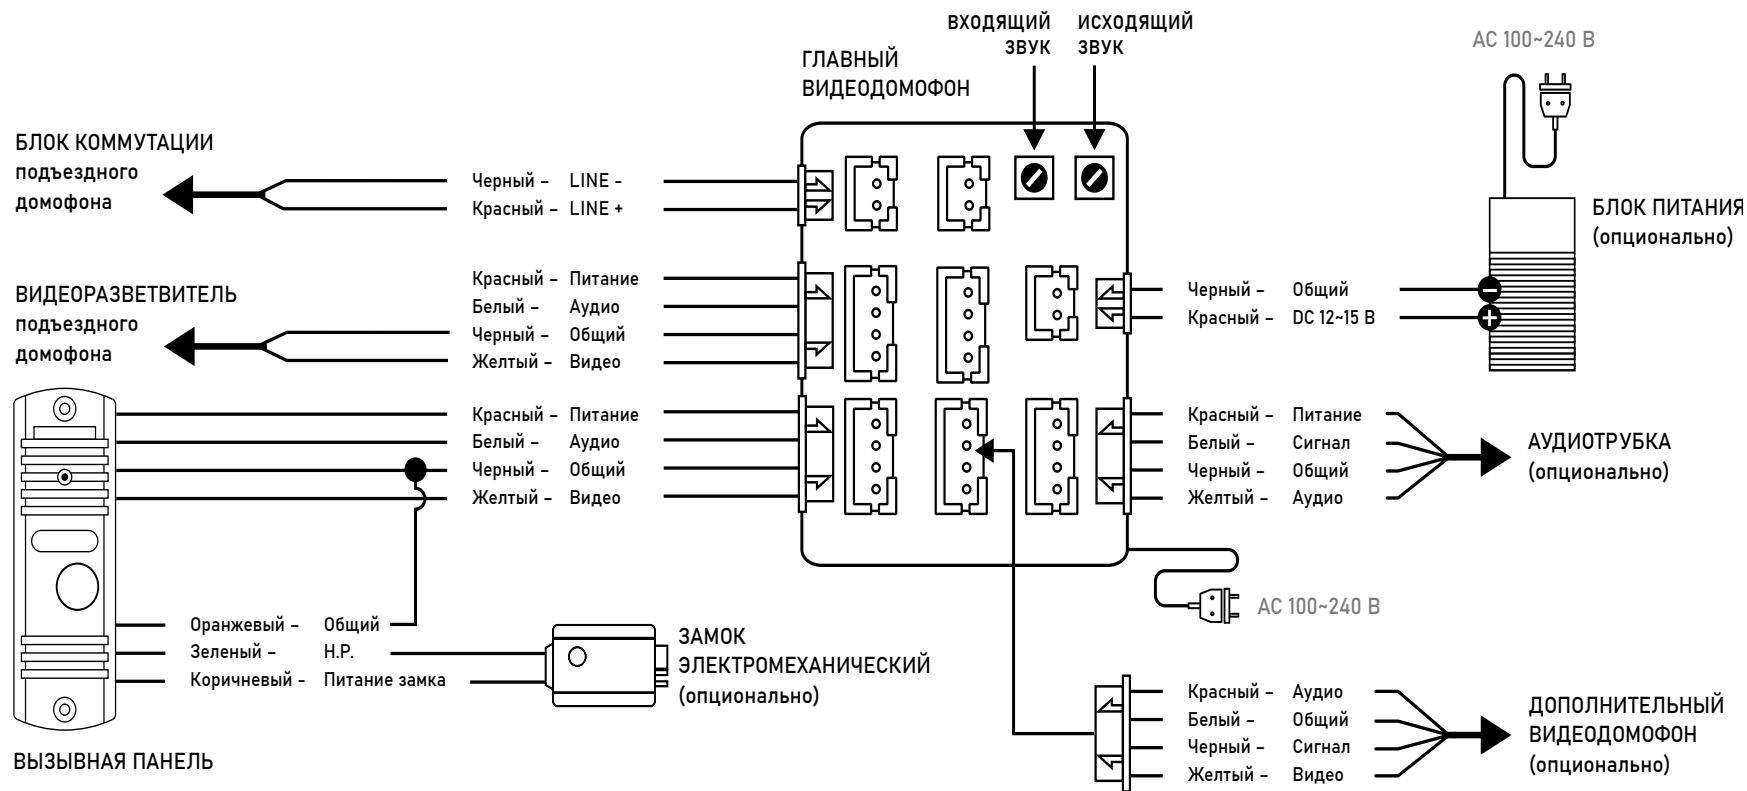 ВХОДЯЩИЙ
ЗВУК
ИСХОДЯЩИЙ
ЗВУК
AC 100~240 В
ГЛАВНЫЙ
ВИДЕОДОМОФОН
БЛОК КОММУТАЦИИ
подъездного
домофона
Черный – LINE -
Красный – LINE +
БЛОК ПИТАНИЯ
(опционально)
ВИДЕОРАЗВЕТВИТЕЛЬ
подъездного
домофона
Красный – Питание
Белый – Аудио
Черный – Общий
Желтый – Видео
Черный – Общий
Красный – DC 12~15 В
Красный – Питание
Белый – Аудио
Черный – Общий
Желтый – Видео
Красный – Питание
Белый – Сигнал
Черный – Общий
Желтый – Аудио
АУДИОТРУБКА
(опционально)
AC 100~240 В
Оранжевый – Общий
Зеленый – Н.Р.
Коричневый - Питание замка
ЗАМОК
ЭЛЕКТРОМЕХАНИЧЕСКИЙ
(опционально)
Красный – Аудио
Белый – Общий
Черный – Сигнал
Желтый – Видео
ДОПОЛНИТЕЛЬНЫЙ
ВИДЕОДОМОФОН
(опционально)
ВЫЗЫВНАЯ ПАНЕЛЬ